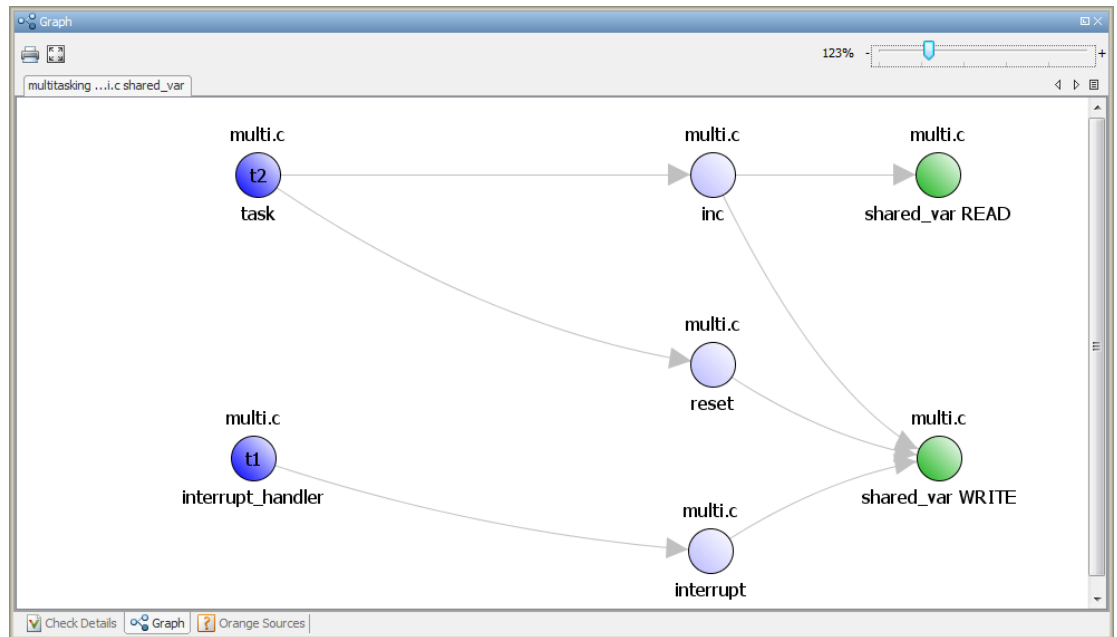 Graph
123% - +
multitasking ...i.c shared_var
multi.c
t2
task
multi.c
inc
multi.c
shared_var READ
multi.c
reset
multi.c
t1
interrupt_handler
multi.c
shared_var WRITE
multi.c
interrupt
Check Details Graph ? Orange Sources